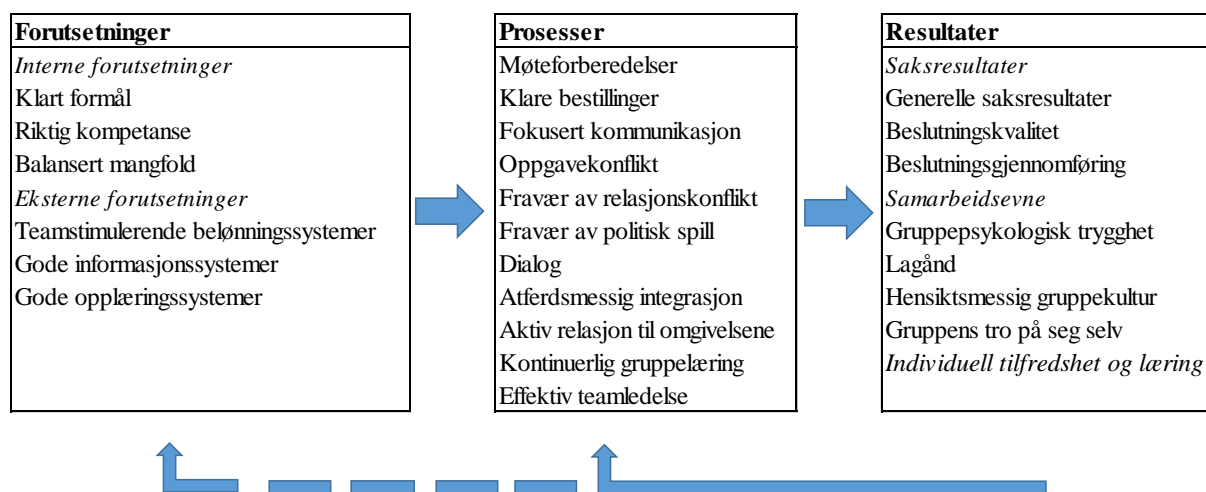 Forutsetninger
Interne forutsetninger
Klart formål
Riktig kompetanse
Balansert mangfold
Eksterne forutsetninger
Teamstimulerende belønningssystemer
Gode informasjonssystemer
Gode opplæringssystemer
Prosesser
Møteforberedelser
Klare bestillinger
Fokusert kommunikasjon
Oppgavekonflikt
Fravær av relasjonskonflikt
Fravær av politisk spill
Dialog
Atferdsmessig integrasjon
Aktiv relasjon til omgivelsene
Kontinuerlig gruppelæring
Effektiv teamledelse
Resultater
Saksresultater
Generelle saksresultater
Beslutningskvalitet
Beslutningsgjennomføring
Samarbeidsevne
Gruppepsykologisk trygghet
Lagånd
Hensiktsmessig gruppekultur
Gruppens tro på seg selv
Individuell tilfredshet og læring